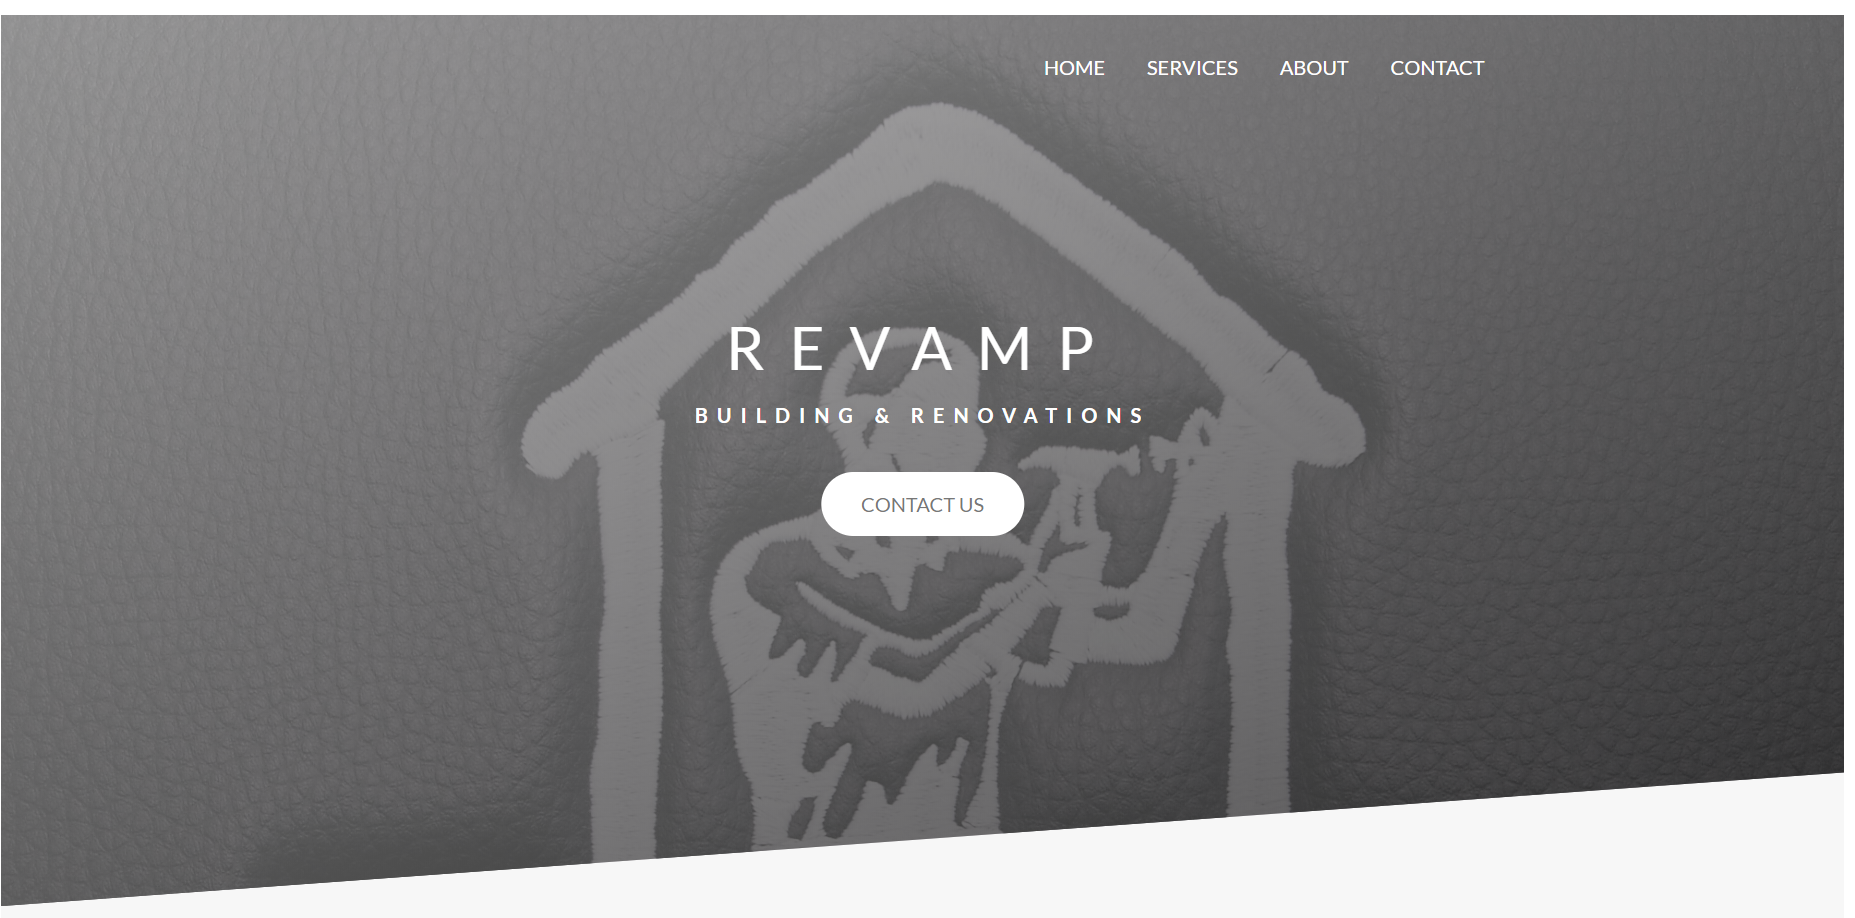 HOME SERVICES ABOUT CONTACT
REVAMP
BUILDING & RENOVATIONS
CONTACT US